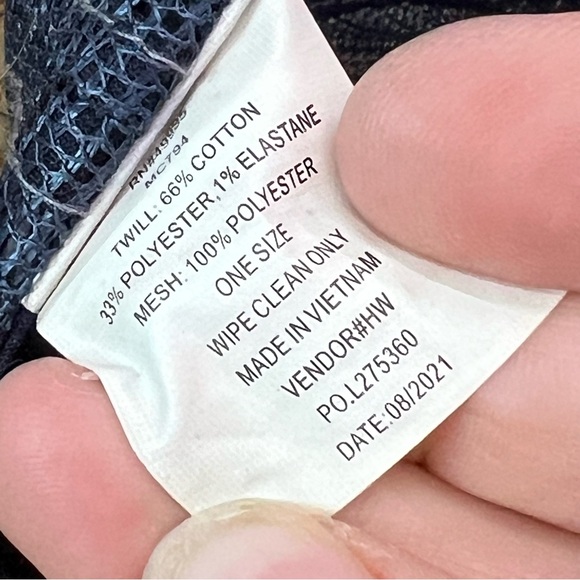 MC794
TWILL: 66% COTTON
33% POLYESTER, 1% ELASTANE
MESH: 100% POLYESTER
ONE SIZE
WIPE CLEAN ONLY
MADE IN VIETNAM
VENDOR#HW
PO.L275360
DATE:08/2021